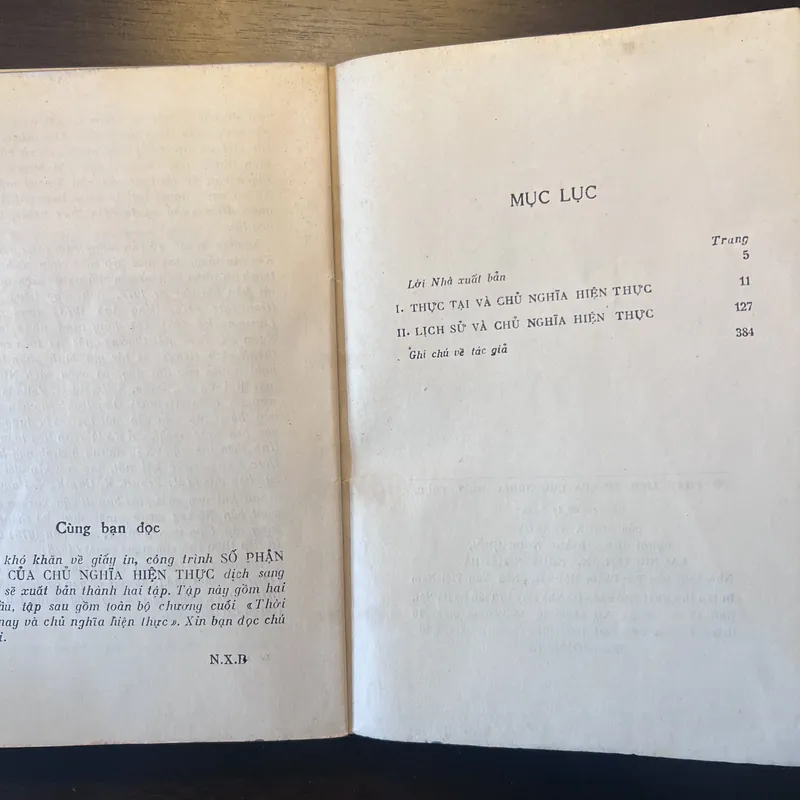 Cùng bạn đọc
khó khăn về giấy in, công trình SỐ PHẬN
CỦA CHỦ NGHĨA HIỆN THỰC dịch sang
sẽ xuất bản thành hai tập. Tập này gồm hai
tập sau gồm toàn bộ chương cuối «Thời
nay và chủ nghĩa hiện thực». Xin bạn đọc chú
N.X.B
MỤC LỤC
Trang
Lời Nhà xuất bản 5
I. THỰC TẠI VÀ CHỦ NGHĨA HIỆN THỰC 11
II. LỊCH SỬ VÀ CHỦ NGHĨA HIỆN THỰC 127
Ghi chú về tác giả 384